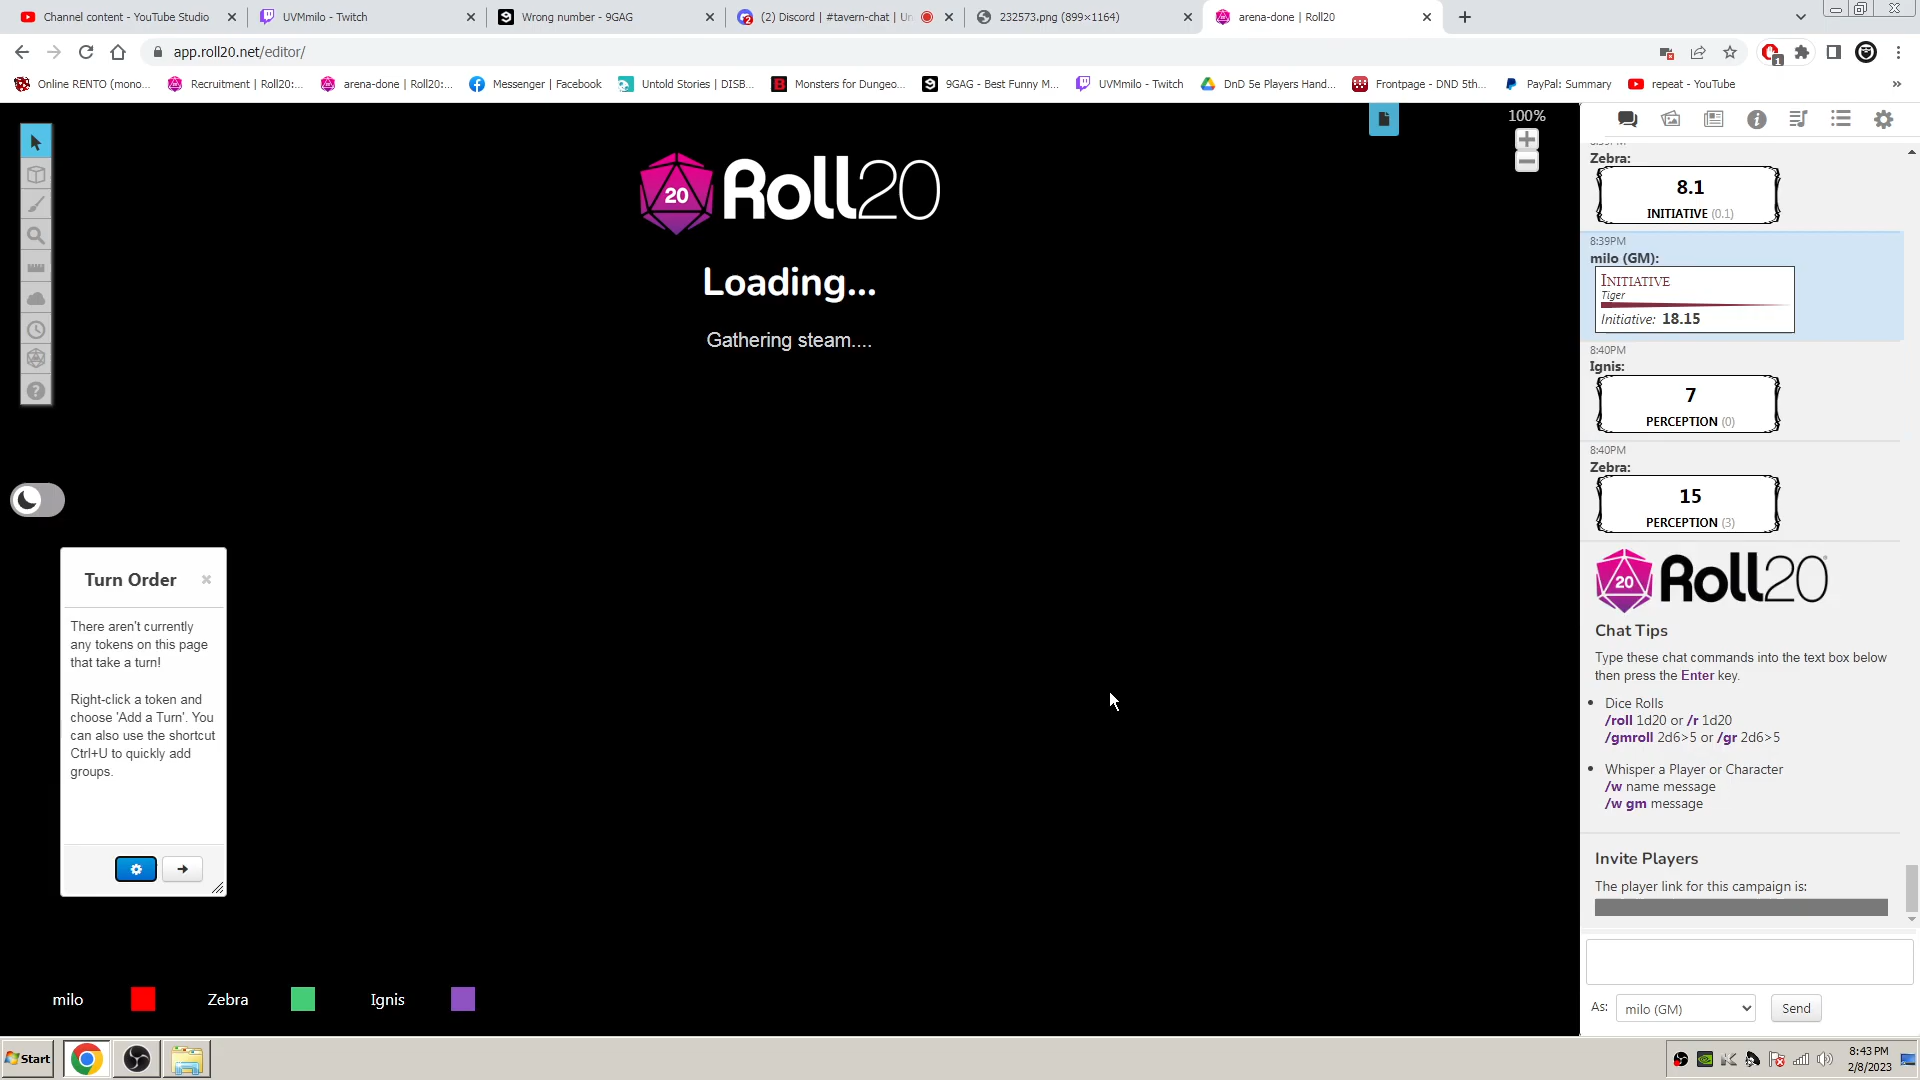 Channel content - YouTube Studio
UVMmilo - Twitch
Wrong number - 9GAG
(2) Discord | #tavern-chat | Un
232573.png (899×1164)
arena-done | Roll20
app.roll20.net/editor/
1
Online RENTO (mono...
Recruitment | Roll20:...
arena-done | Roll20:...
Messenger | Facebook
Untold Stories | DISB...
Monsters for Dungeo...
9GAG - Best Funny M...
UVMmilo - Twitch
DnD 5e Players Hand...
Frontpage - DND 5th...
PayPal: Summary
repeat - YouTube
»
100%
20 Roll20
Loading...
Gathering steam....
Turn Order
There aren't currently
any tokens on this page
that take a turn!
Right-click a token and
choose 'Add a Turn'. You
can also use the shortcut
Ctrl+U to quickly add
groups.
milo
Zebra
Ignis
Zebra:
8.1
INITIATIVE (0.1)
8:39PM
milo (GM):
INITIATIVE
Tiger
Initiative: 18.15
8:40PM
Ignis:
7
PERCEPTION (0)
8:40PM
Zebra:
15
PERCEPTION (3)
20 Roll20
Chat Tips
Type these chat commands into the text box below
then press the Enter key.
Dice Rolls
/roll 1d20 or /r 1d20
/gmroll 2d6>5 or /gr 2d6>5
Whisper a Player or Character
/w name message
/w gm message
Invite Players
The player link for this campaign is:
As:
milo (GM)
Send
Start
8:43 PM
2/8/2023